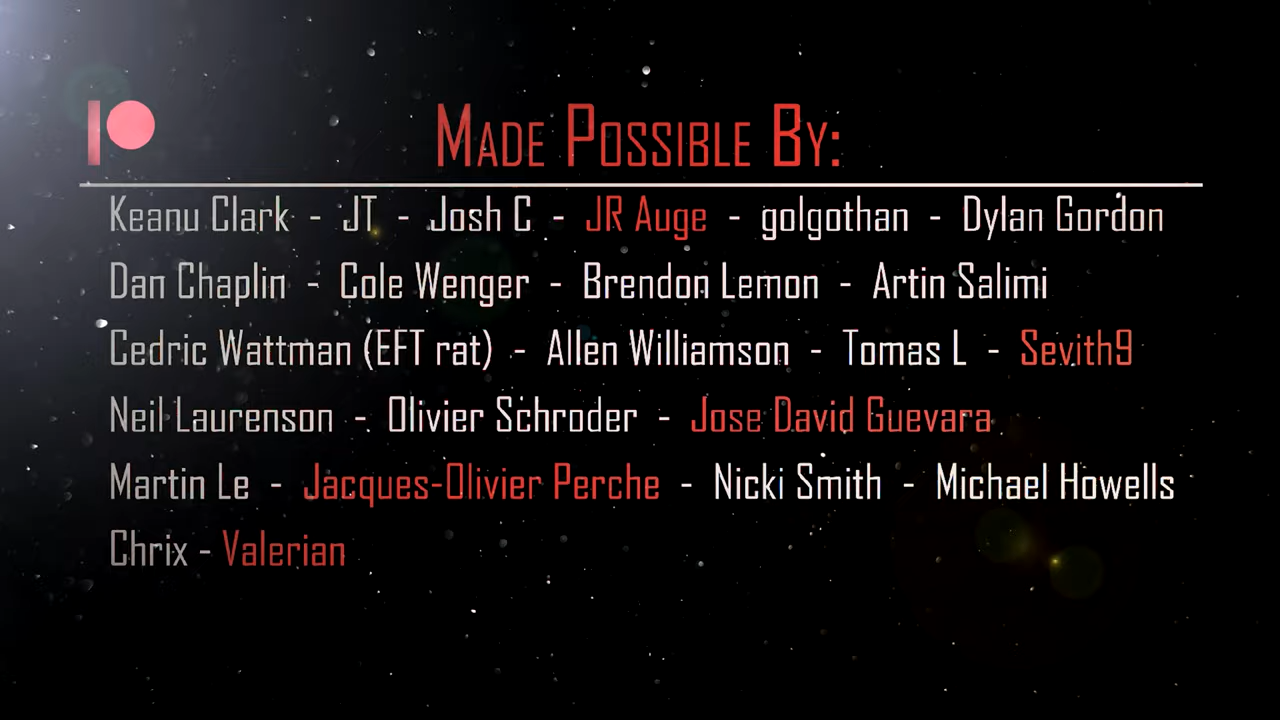 Made Possible By:
Keanu Clark - JT - Josh C - JR Auge - golgothan - Dylan Gordon
Dan Chaplin - Cole Wenger - Brendon Lemon - Artin Salimi
Cedric Wattman (EFT rat) - Allen Williamson - Tomas L - Sevith9
Neil Laurenson - Olivier Schroder - Jose David Guevara
Martin Le - Jacques-Olivier Perche - Nicki Smith - Michael Howells
Chrix - Valerian